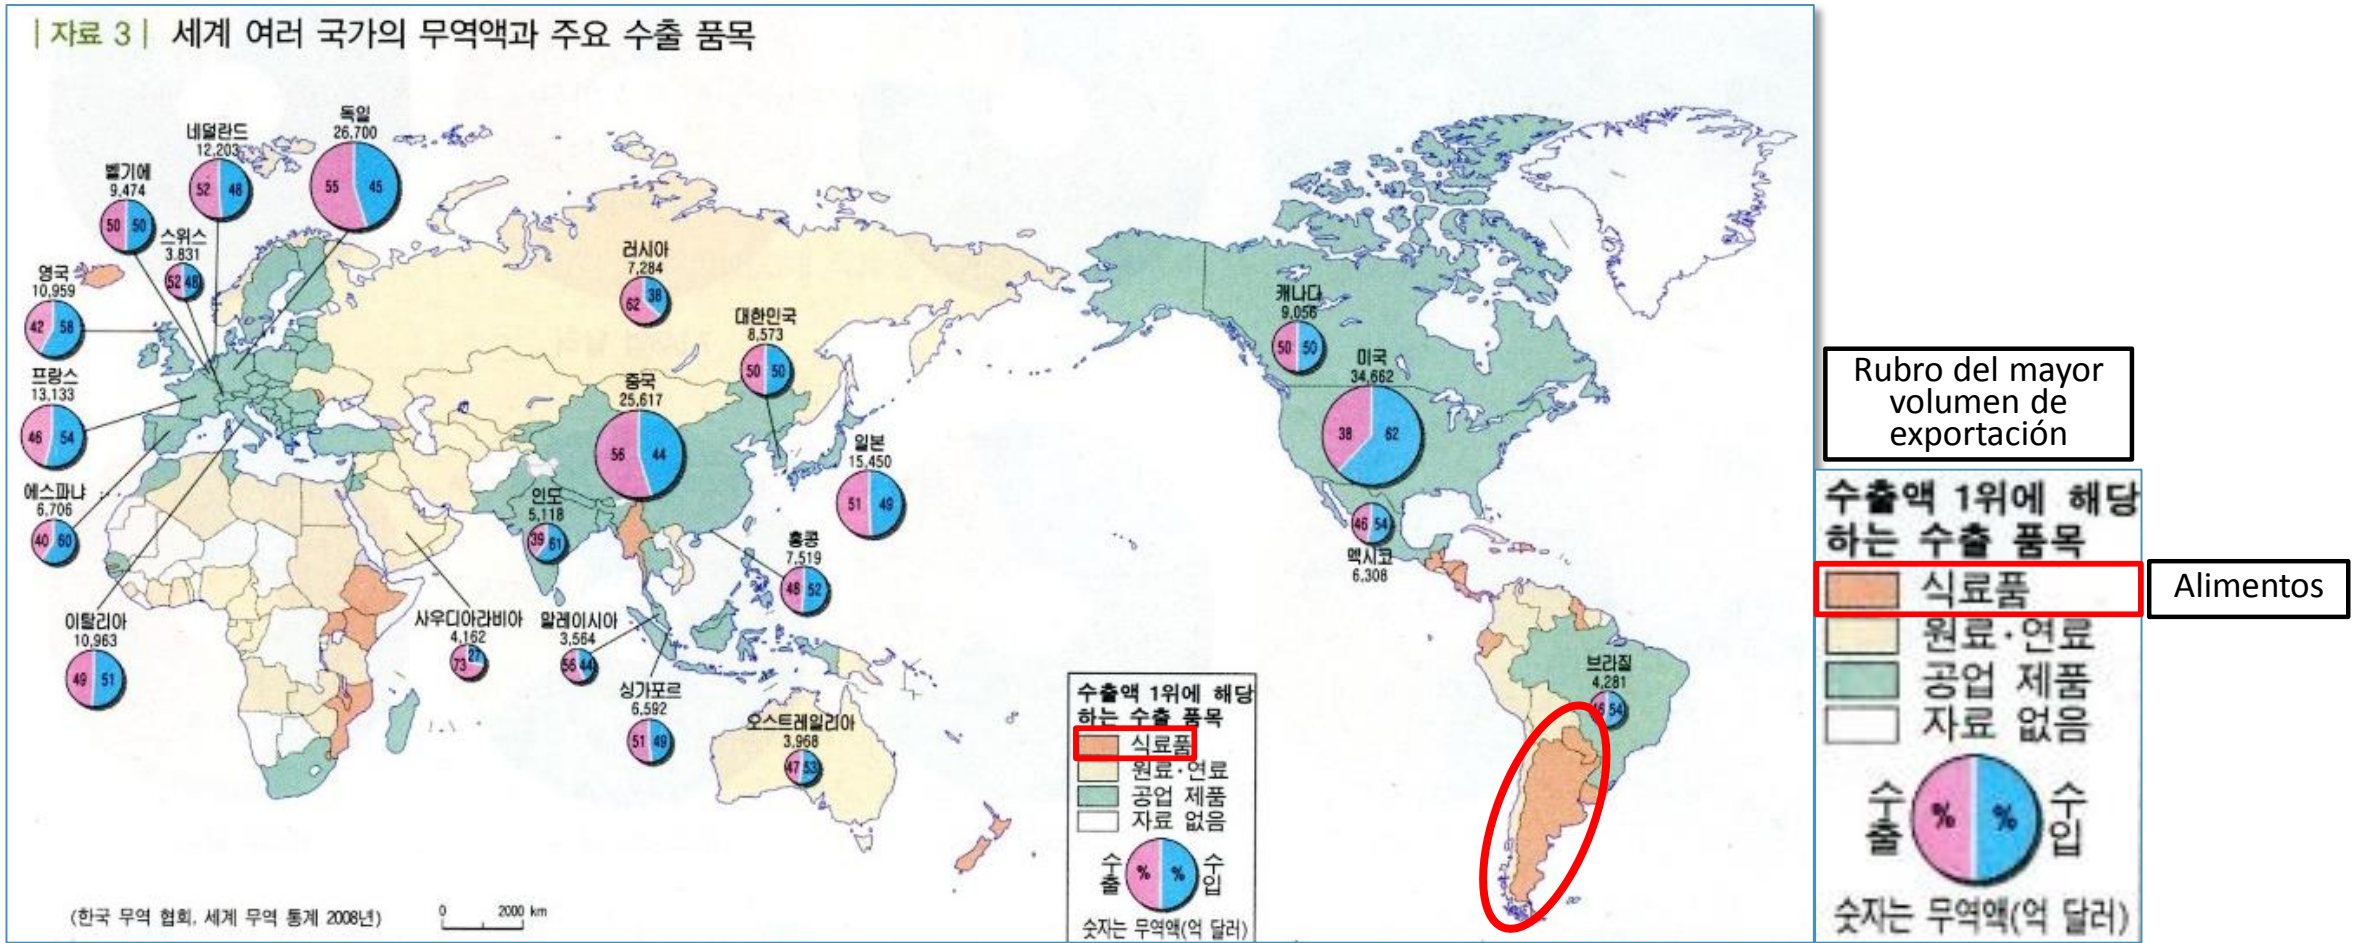 |자료 3| 세계 여러 국가의 무역액과 주요 수출 품목
독일
26,700
55 45
네덜란드
12,203
52 48
벨기에
9,474
50 50
스위스
3,831
52 48
영국
10,959
42 58
프랑스
13,133
46 54
에스파냐
6,706
40 60
이탈리아
10,963
49 51
러시아
7,284
62 38
대한민국
8,573
50 50
중국
25,617
56 44
일본
15,450
51 49
인도
5,118
39 61
홍콩
7,519
48 52
사우디아라비아
4,162
73 27
말레이시아
3,564
56 44
싱가포르
6,592
51 49
오스트레일리아
3,968
47 53
캐나다
9,056
50 50
미국
34,662
38 62
46 54
멕시코
6,308
브라질
4,281
46 54
수출액 1위에 해당
하는 수출 품목
식료품
원료·연료
공업 제품
자료 없음
수출 % % 수입
숫자는 무역액(억 달러)
(한국 무역 협회, 세계 무역 통계 2008년)
0 2000 km
Rubro del mayor
volumen de
exportación
수출액 1위에 해당
하는 수출 품목
식료품
Alimentos
원료·연료
공업 제품
자료 없음
수출 % % 수입
숫자는 무역액(억 달러)